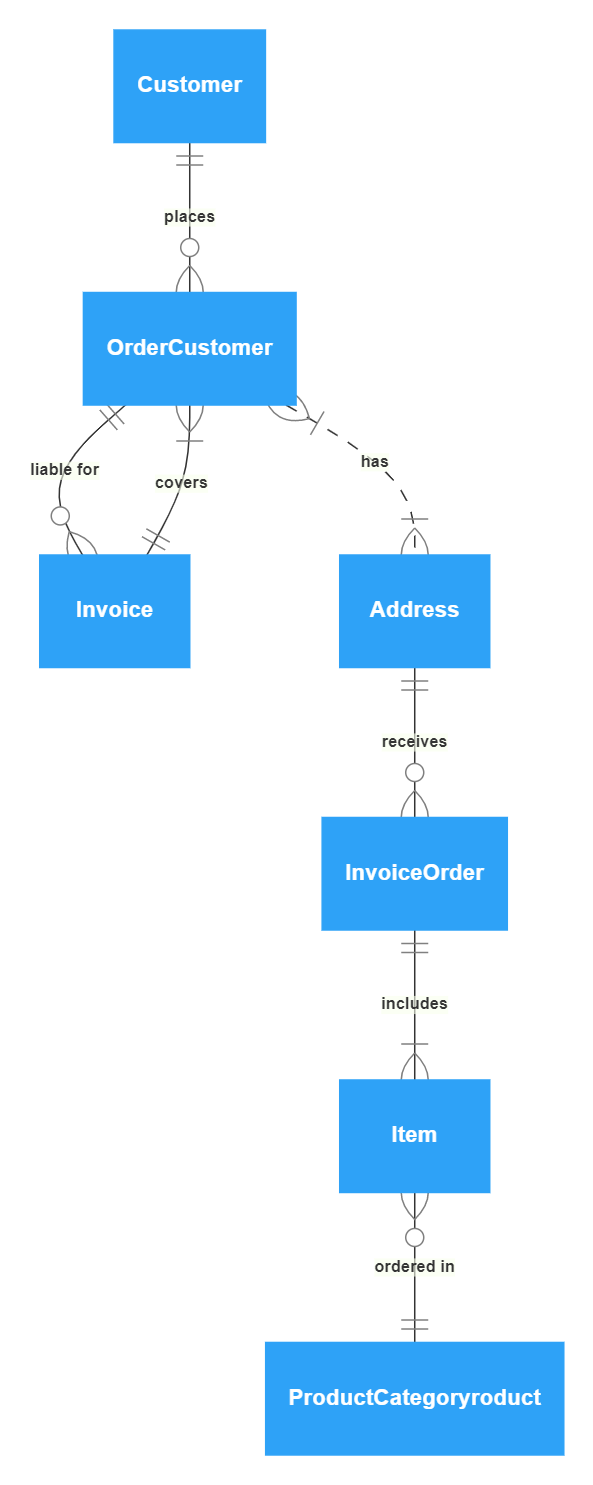 Customer
places
OrderCustomer
has
liable for
covers
Invoice
Address
receives
InvoiceOrder
includes
Item
ordered in
ProductCategoryroduct